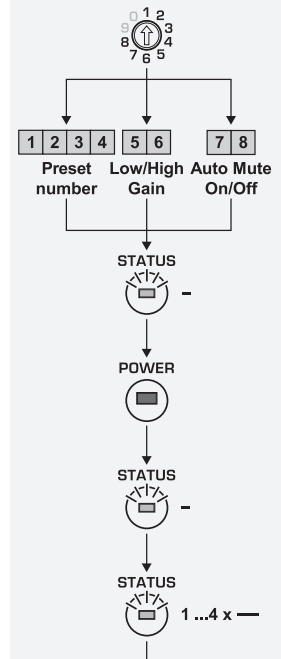 0 1 2
9 3
8 4
7 6 5
1 2 3 4 5 6 7 8
Preset Low/High Auto Mute
number Gain On/Off
STATUS
–
POWER
STATUS
–
STATUS
1 ...4 x —